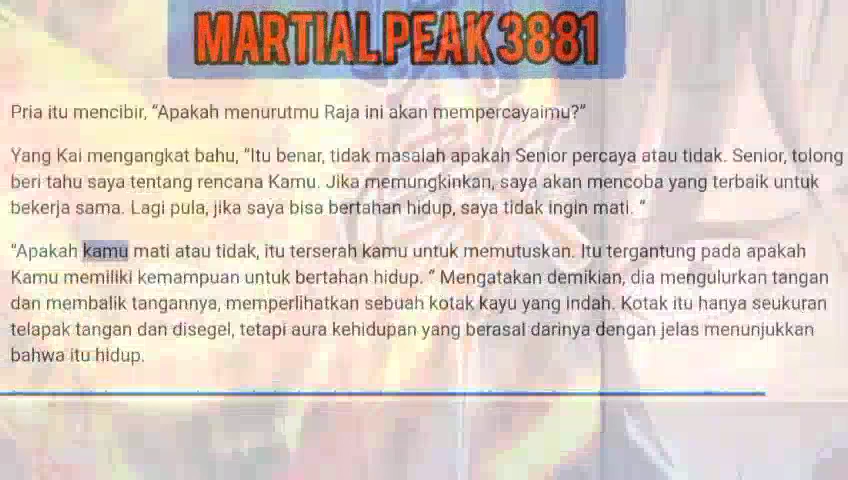 MARTIAL PEAK 3881
Pria itu mencibir, “Apakah menurutmu Raja ini akan mempercayaimu?”
Yang Kai mengangkat bahu, “Itu benar, tidak masalah apakah Senior percaya atau tidak. Senior, tolong
beri tahu saya tentang rencana Kamu. Jika memungkinkan, saya akan mencoba yang terbaik untuk
bekerja sama. Lagi pula, jika saya bisa bertahan hidup, saya tidak ingin mati. “
“Apakah kamu mati atau tidak, itu terserah kamu untuk memutuskan. Itu tergantung pada apakah
Kamu memiliki kemampuan untuk bertahan hidup. “ Mengatakan demikian, dia mengulurkan tangan
dan membalik tangannya, memperlihatkan sebuah kotak kayu yang indah. Kotak itu hanya seukuran
telapak tangan dan disegel, tetapi aura kehidupan yang berasal darinya dengan jelas menunjukkan
bahwa itu hidup.